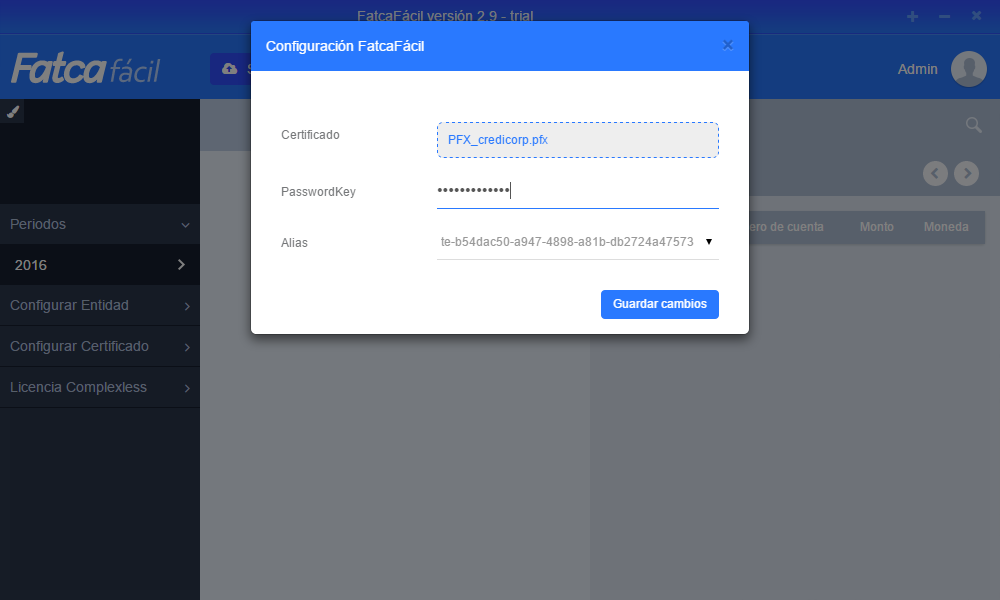 FatcaFácil versión 2.9 - trial
Configuración FatcaFácil
Fatca fácil
S
Admin
Certificado
PFX_credicorp.pfx
PasswordKey
•••••••••••••
Alias
te-b54dac50-a947-4898-a81b-db2724a47573
Guardar cambios
Periodos
2016
Configurar Entidad
Configurar Certificado
Licencia Complexless
ero de cuenta
Monto
Moneda